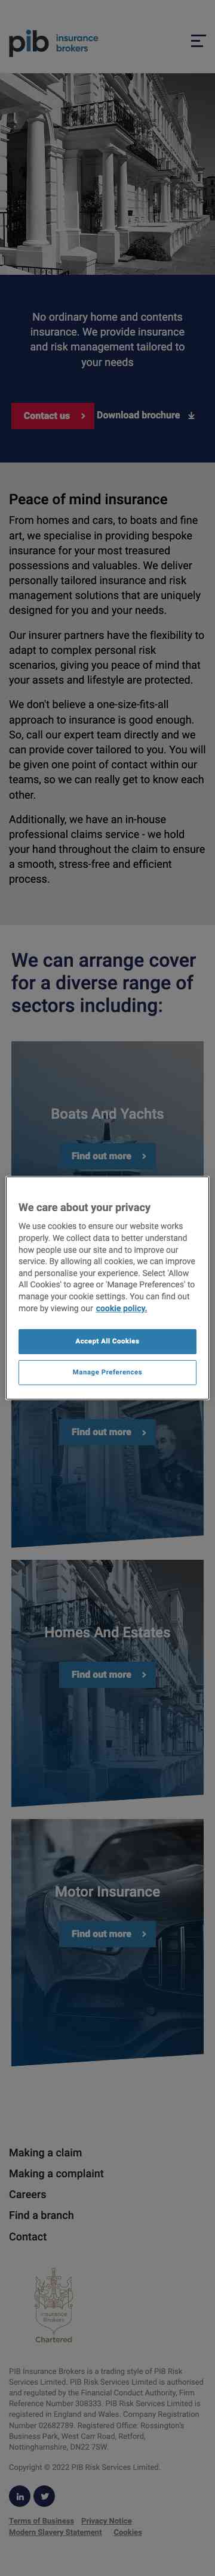 pib insurance
brokers
No ordinary home and contents
insurance. We provide insurance
and risk management tailored to
your needs
Contact us
Download brochure
Peace of mind insurance
From homes and cars, to boats and fine
art, we specialise in providing bespoke
insurance for your most treasured
possessions and valuables. We deliver
personally tailored insurance and risk
management solutions that are uniquely
designed for you and your needs.
Our insurer partners have the flexibility to
adapt to complex personal risk
scenarios, giving you peace of mind that
your assets and lifestyle are protected.
We don't believe a one-size-fits-all
approach to insurance is good enough.
So, call our expert team directly and we
can provide cover tailored to you. You will
be given one point of contact within our
teams, so we can really get to know each
other.
Additionally, we have an in-house
professional claims service - we hold
your hand throughout the claim to ensure
a smooth, stress-free and efficient
process.
We can arrange cover
for a diverse range of
sectors including:
Boats And Yachts
Find out more
We care about your privacy
We use cookies to ensure our website works
properly. We collect data to better understand
how people use our site and to improve our
service. By allowing all cookies, we can improve
and personalise your experience. Select 'Allow
All Cookies' to agree or 'Manage Preferences' to
manage your cookie settings. You can find out
more by viewing our cookie policy.
Accept All Cookies
Manage Preferences
Find out more
Homes And Estates
Find out more
Motor Insurance
Find out more
Making a claim
Making a complaint
Careers
Find a branch
Contact
Insurance
Brokers
Chartered
PIB Insurance Brokers is a trading style of PIB Risk
Services Limited. PIB Risk Services Limited is authorised
and regulated by the Financial Conduct Authority, Firm
Reference Number 308333. PIB Risk Services Limited is
registered in England and Wales. Company Registration
Number 02682789. Registered Office: Rossington's
Business Park, West Carr Road, Retford,
Nottinghamshire, DN22 7SW.
Copyright © 2022 PIB Risk Services Limited.
Terms of Business Privacy Notice
Modern Slavery Statement Cookies